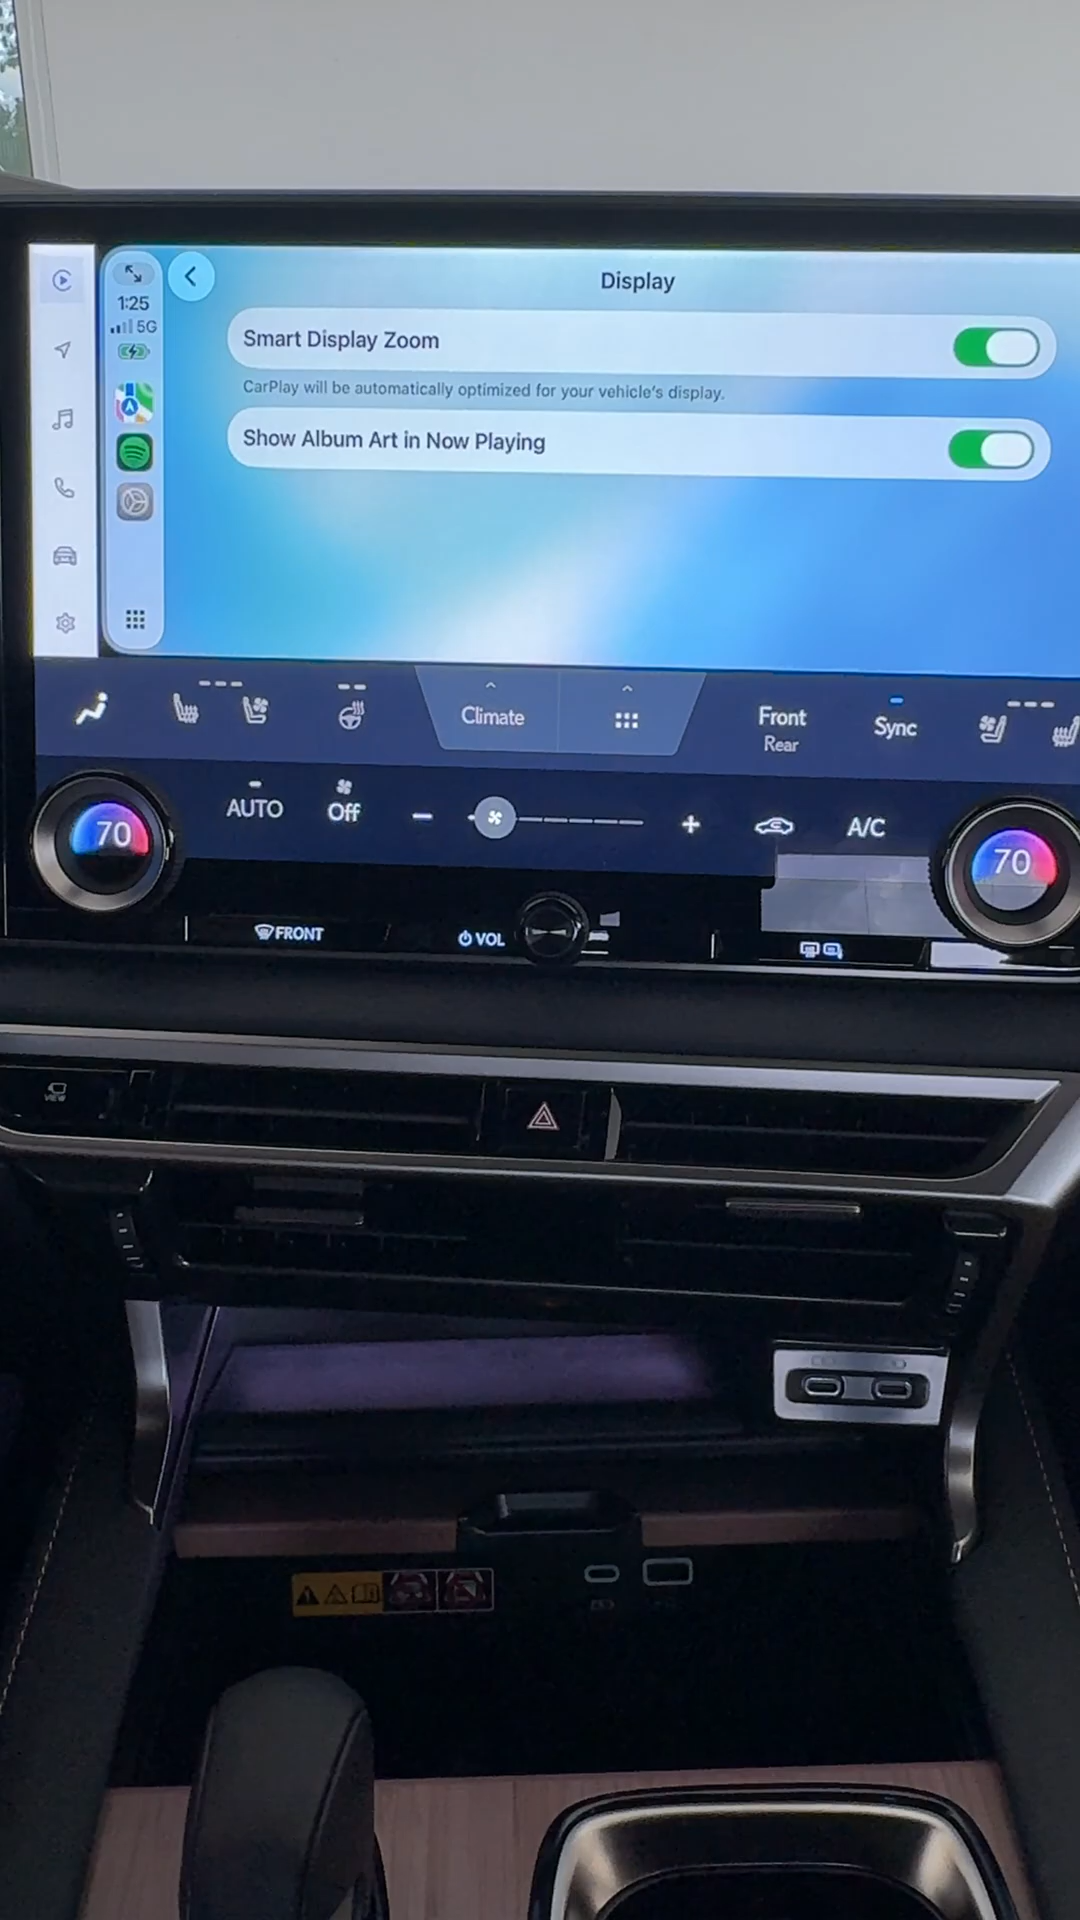 Display
1:25
5G
Smart Display Zoom
CarPlay will be automatically optimized for your vehicle's display.
Show Album Art in Now Playing
Climate
Front
Rear
Sync
AUTO
Off
A/C
70
70
FRONT
VOL
VIEW